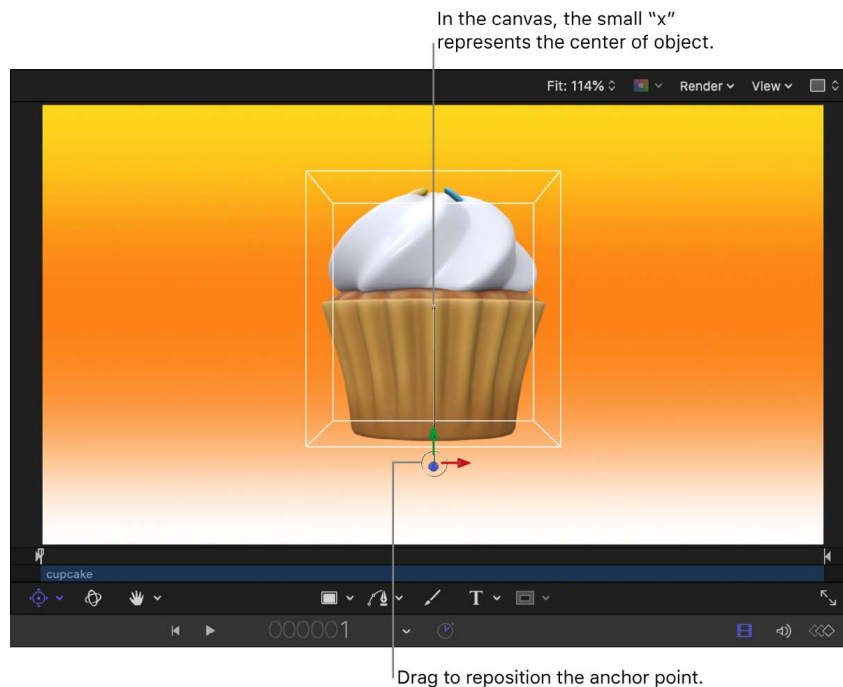 In the canvas, the small “x”
represents the center of object.
Fit: 114% Render View
cupcake
T
000001
Drag to reposition the anchor point.